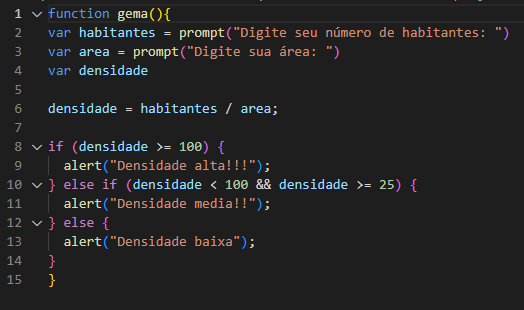 1 function gema(){
2 var habitantes = prompt("Digite seu número de habitantes: ")
3 var area = prompt("Digite sua área: ")
4 var densidade
5
6 densidade = habitantes / area;
7
8 if (densidade >= 100) {
9   alert("Densidade alta!!!");
10 } else if (densidade < 100 && densidade >= 25) {
11   alert("Densidade media!!");
12 } else {
13   alert("Densidade baixa");
14 }
15 }